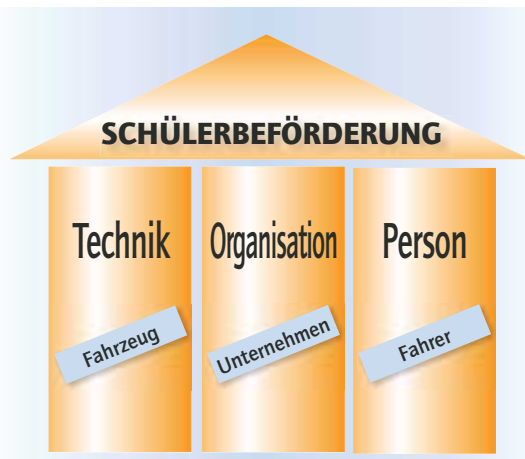 SCHÜLERBEFÖRDERUNG
Technik
Organisation
Person
Fahrzeug
Unternehmen
Fahrer